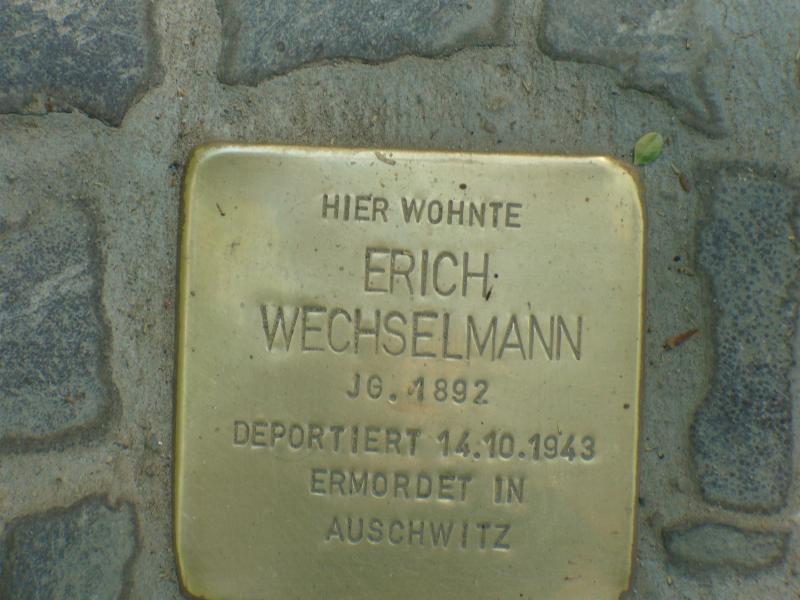 HIER WOHNTE
ERICH
WECHSELMANN
JG. 1892
DEPORTIERT 14.10.1943
ERMORDET IN
AUSCHWITZ